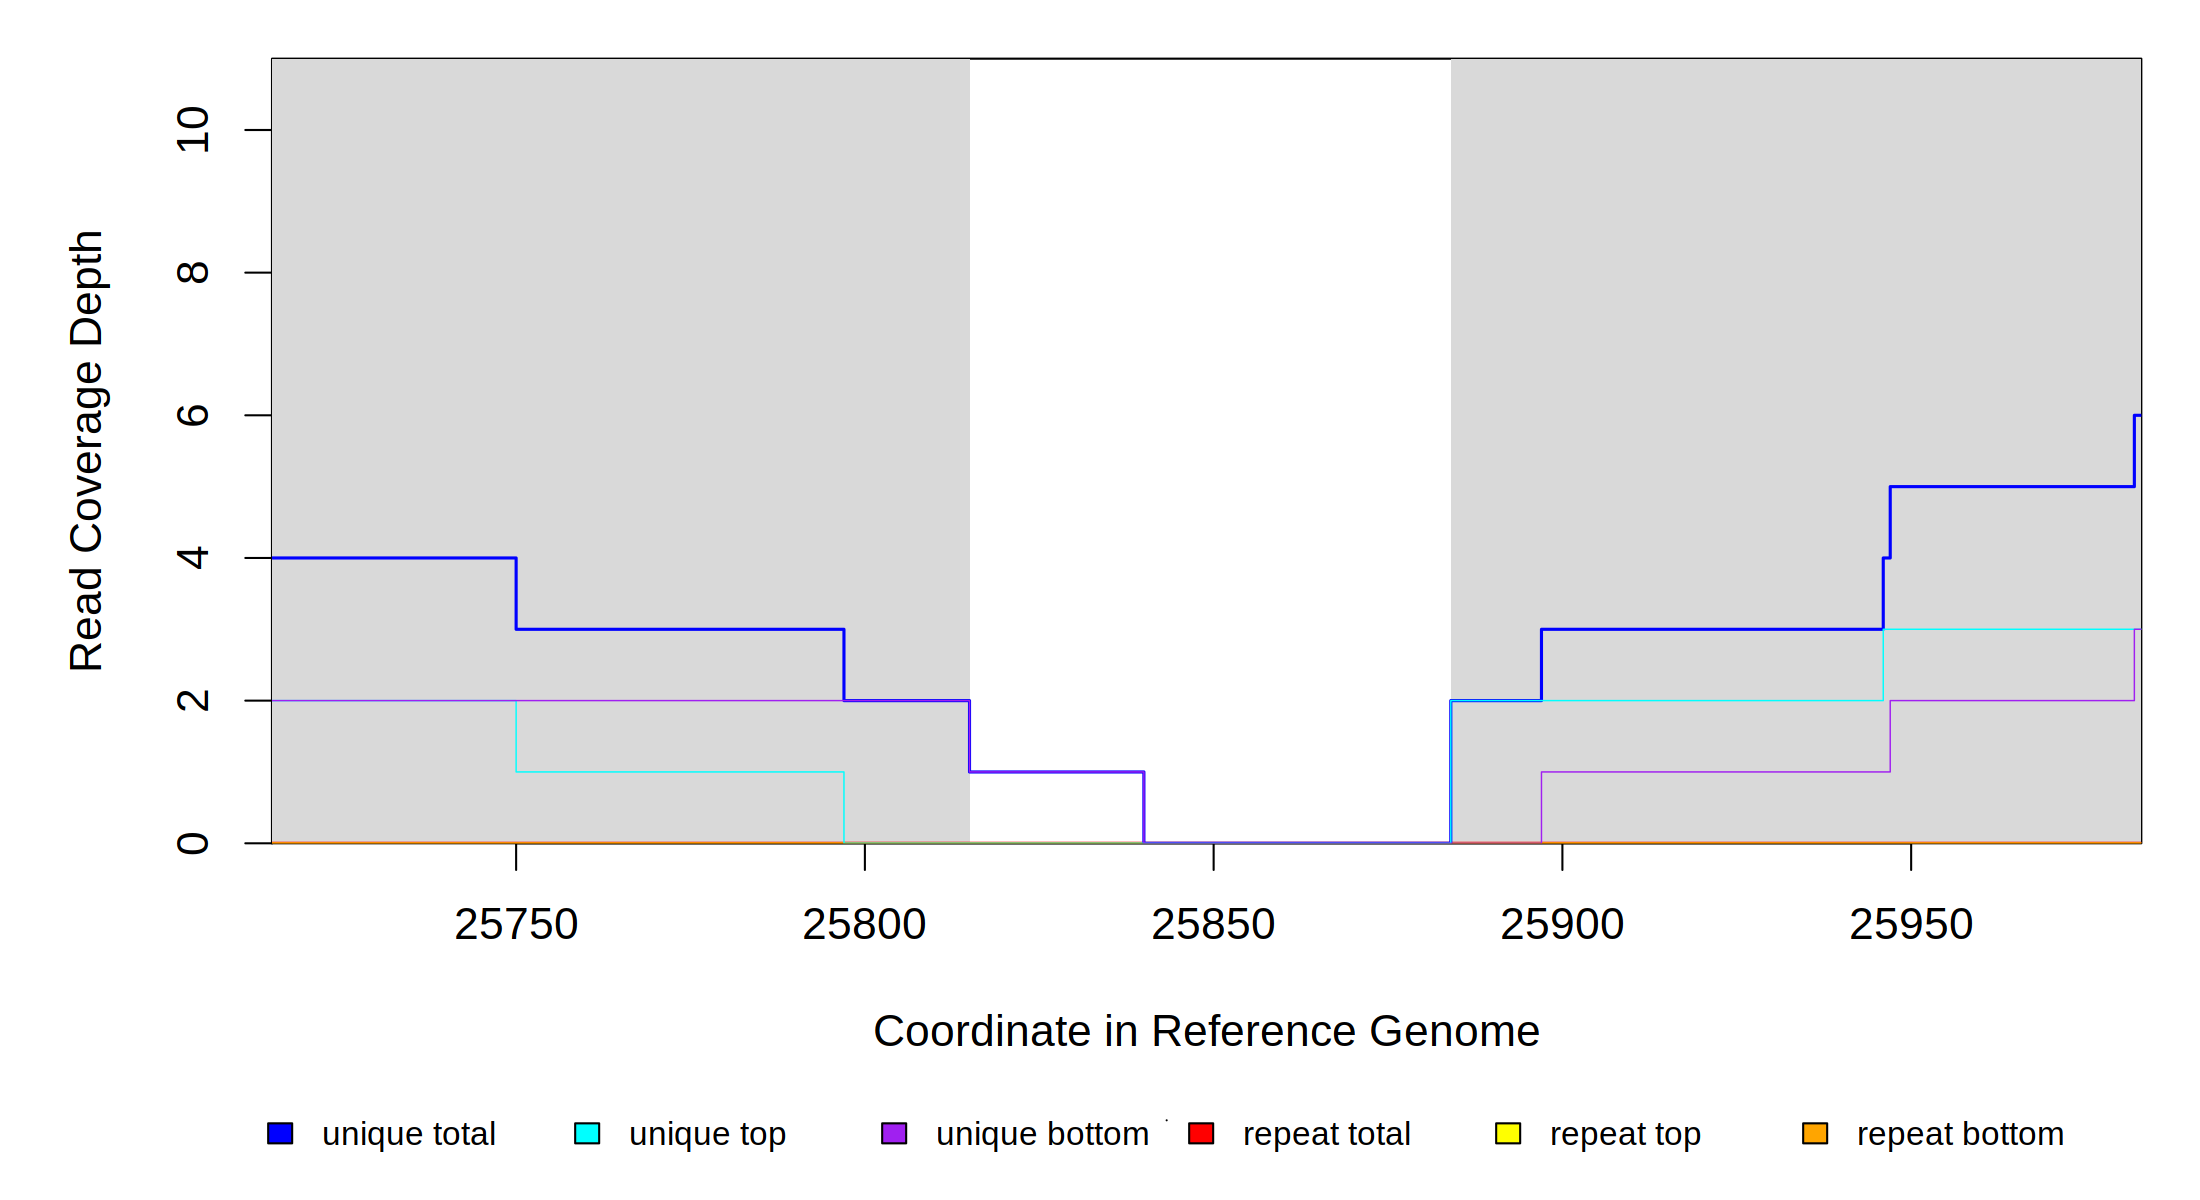 10
8
6
4
2
0
Read Coverage Depth
25750 25800 25850 25900 25950
Coordinate in Reference Genome
unique total unique top unique bottom repeat total repeat top repeat bottom